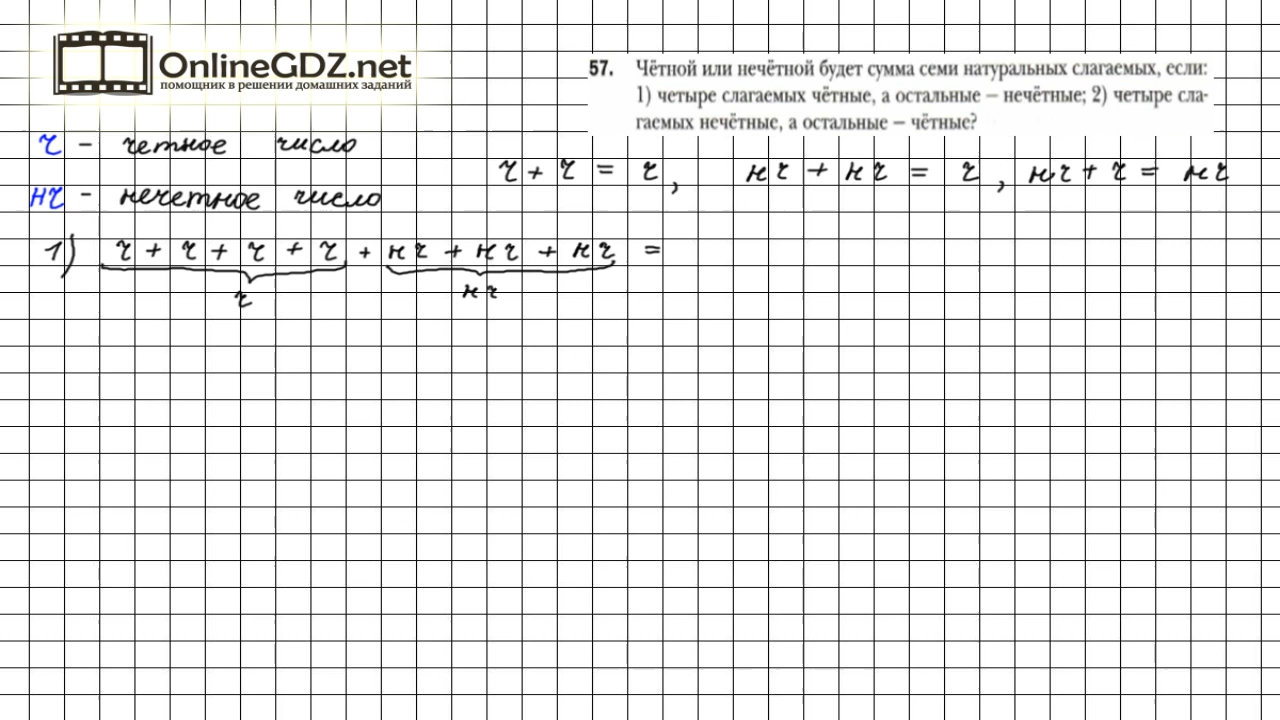 OnlineGDZ.net
помощник в решении домашних заданий
57. Чётной или нечётной будет сумма семи натуральных слагаемых, если:
1) четыре слагаемых чётные, а остальные – нечётные; 2) четыре сла-
гаемых нечётные, а остальные – чётные?
ч - четное число
нч - нечетное число
ч + ч = ч, нч + нч = ч, нч + ч = нч
1) ч + ч + ч + ч + нч + нч + нч =
ч нч